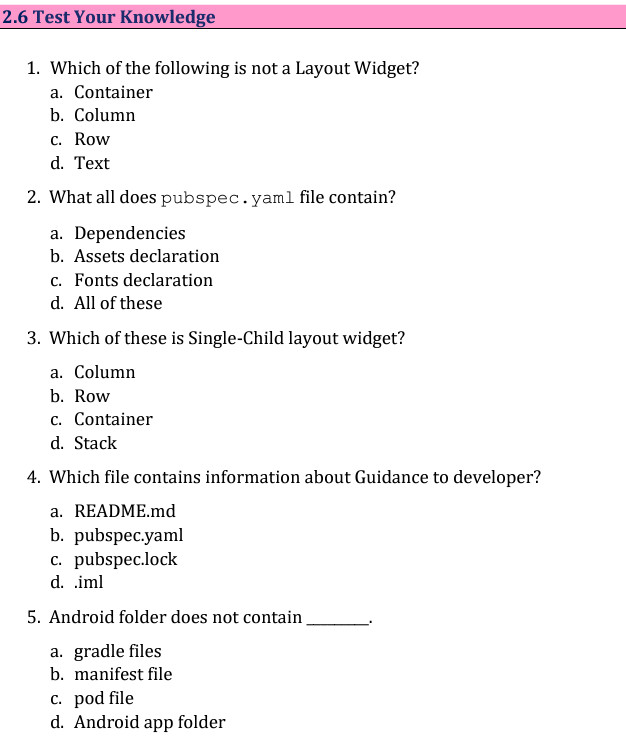 2.6 Test Your Knowledge
1. Which of the following is not a Layout Widget?
a. Container
b. Column
c. Row
d. Text
2. What all does pubspec.yaml file contain?
a. Dependencies
b. Assets declaration
c. Fonts declaration
d. All of these
3. Which of these is Single-Child layout widget?
a. Column
b. Row
c. Container
d. Stack
4. Which file contains information about Guidance to developer?
a. README.md
b. pubspec.yaml
c. pubspec.lock
d. .iml
5. Android folder does not contain _______.
a. gradle files
b. manifest file
c. pod file
d. Android app folder